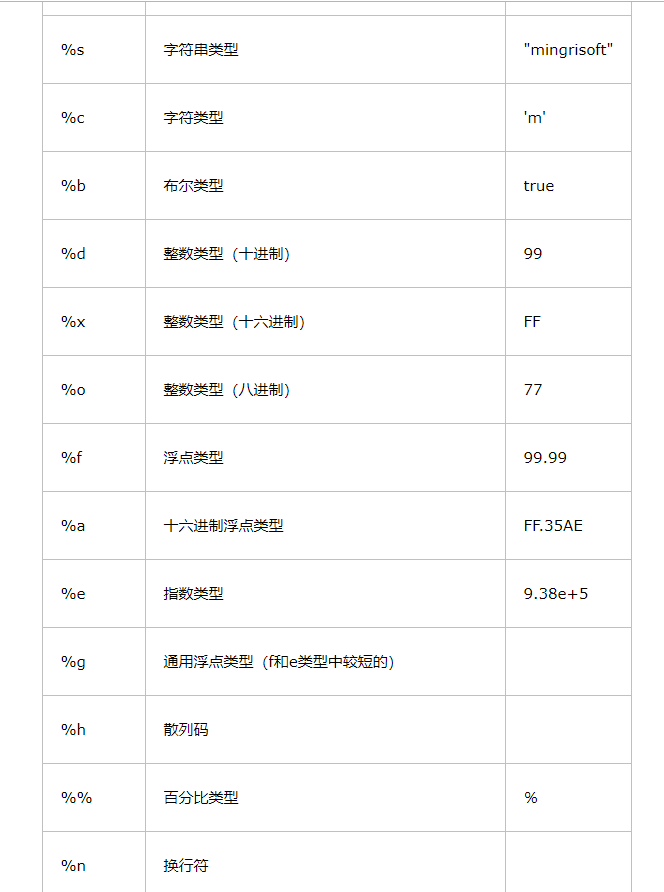 %s 字符串类型 "mingrisoft"
%c 字符类型 'm'
%b 布尔类型 true
%d 整数类型（十进制） 99
%x 整数类型（十六进制） FF
%o 整数类型（八进制） 77
%f 浮点类型 99.99
%a 十六进制浮点类型 FF.35AE
%e 指数类型 9.38e+5
%g 通用浮点类型（f和e类型中较短的）
%h 散列码
%% 百分比类型 %
%n 换行符